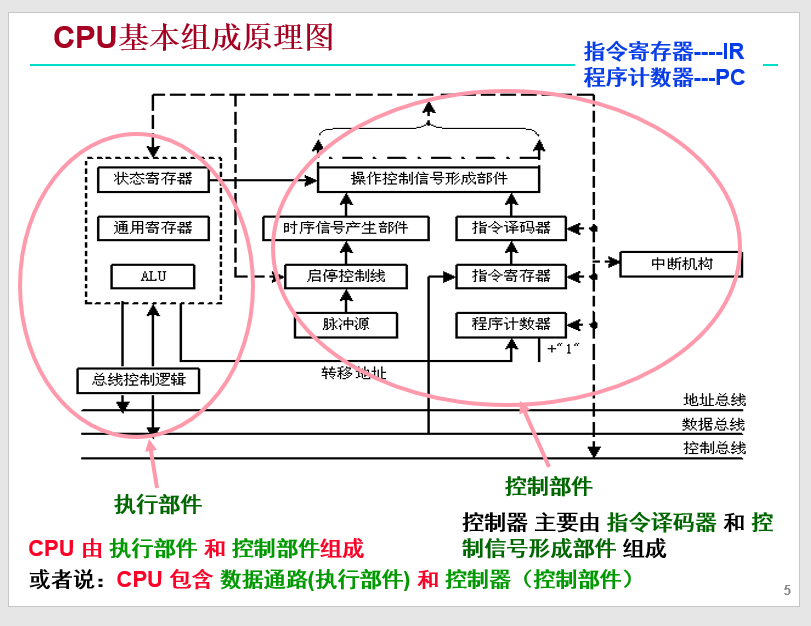 CPU基本组成原理图
指令寄存器----IR
程序计数器---PC
状态寄存器
操作控制信号形成部件
通用寄存器
时序信号产生部件
指令译码器
ALU
启停控制线
指令寄存器
中断机构
脉冲源
程序计数器
+"1"
转移地址
总线控制逻辑
地址总线
数据总线
控制总线
执行部件
控制部件
控制器 主要由 指令译码器 和 控
制信号形成部件 组成
CPU 由 执行部件 和 控制部件组成
或者说：CPU 包含 数据通路(执行部件) 和 控制器（控制部件）
5